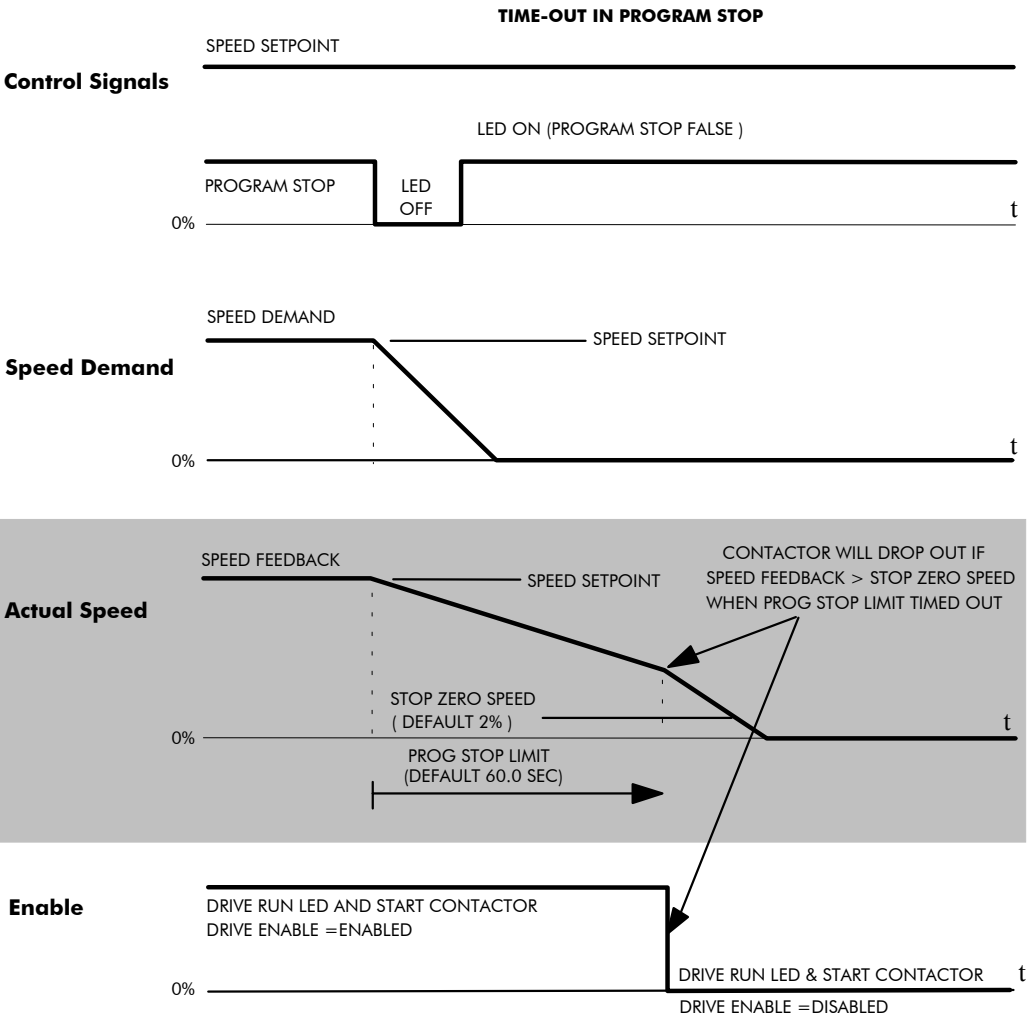 TIME-OUT IN PROGRAM STOP
SPEED SETPOINT
Control Signals
LED ON (PROGRAM STOP FALSE )
PROGRAM STOP
LED
OFF
0%
t
SPEED DEMAND
SPEED SETPOINT
Speed Demand
0%
t
SPEED FEEDBACK
SPEED SETPOINT
CONTACTOR WILL DROP OUT IF
SPEED FEEDBACK > STOP ZERO SPEED
WHEN PROG STOP LIMIT TIMED OUT
Actual Speed
STOP ZERO SPEED
( DEFAULT 2% )
0%
t
PROG STOP LIMIT
(DEFAULT 60.0 SEC)
Enable
DRIVE RUN LED AND START CONTACTOR
DRIVE ENABLE =ENABLED
DRIVE RUN LED & START CONTACTOR
t
0%
DRIVE ENABLE =DISABLED